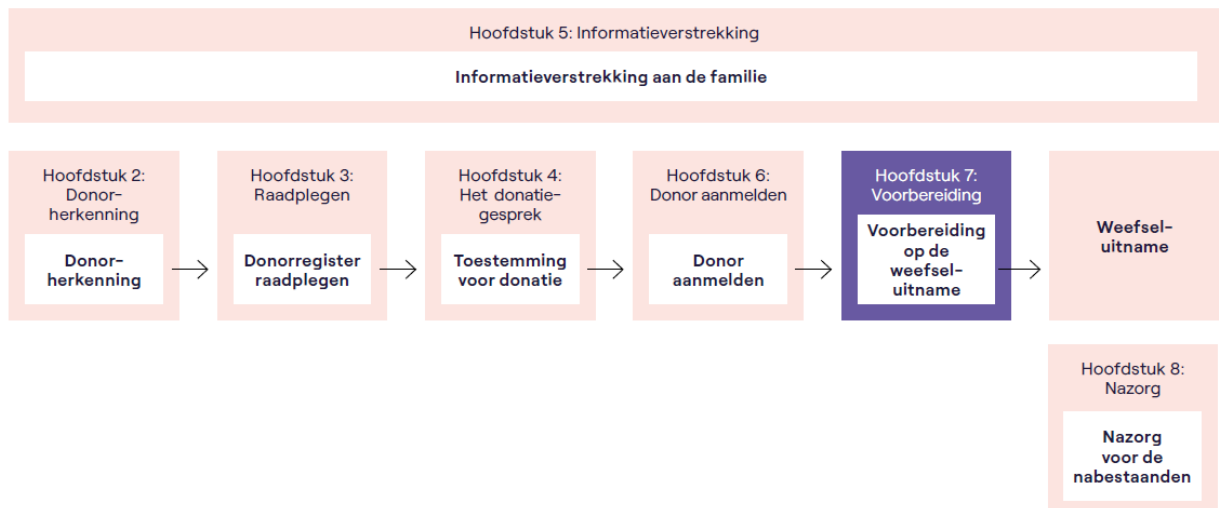 Hoofdstuk 5: Informatieverstrekking
Informatieverstrekking aan de familie
Hoofdstuk 2:
Donor-
herkenning
Donor-
herkenning
Hoofdstuk 3:
Raadplegen
Donorregister
raadplegen
Hoofdstuk 4:
Het donatie-
gesprek
Toestemming
voor donatie
Hoofdstuk 6:
Donor aanmelden
Donor
aanmelden
Hoofdstuk 7:
Voorbereiding
Voorbereiding
op de
weefsel-
uitname
Weefsel-
uitname
Hoofdstuk 8:
Nazorg
Nazorg
voor de
nabestaanden